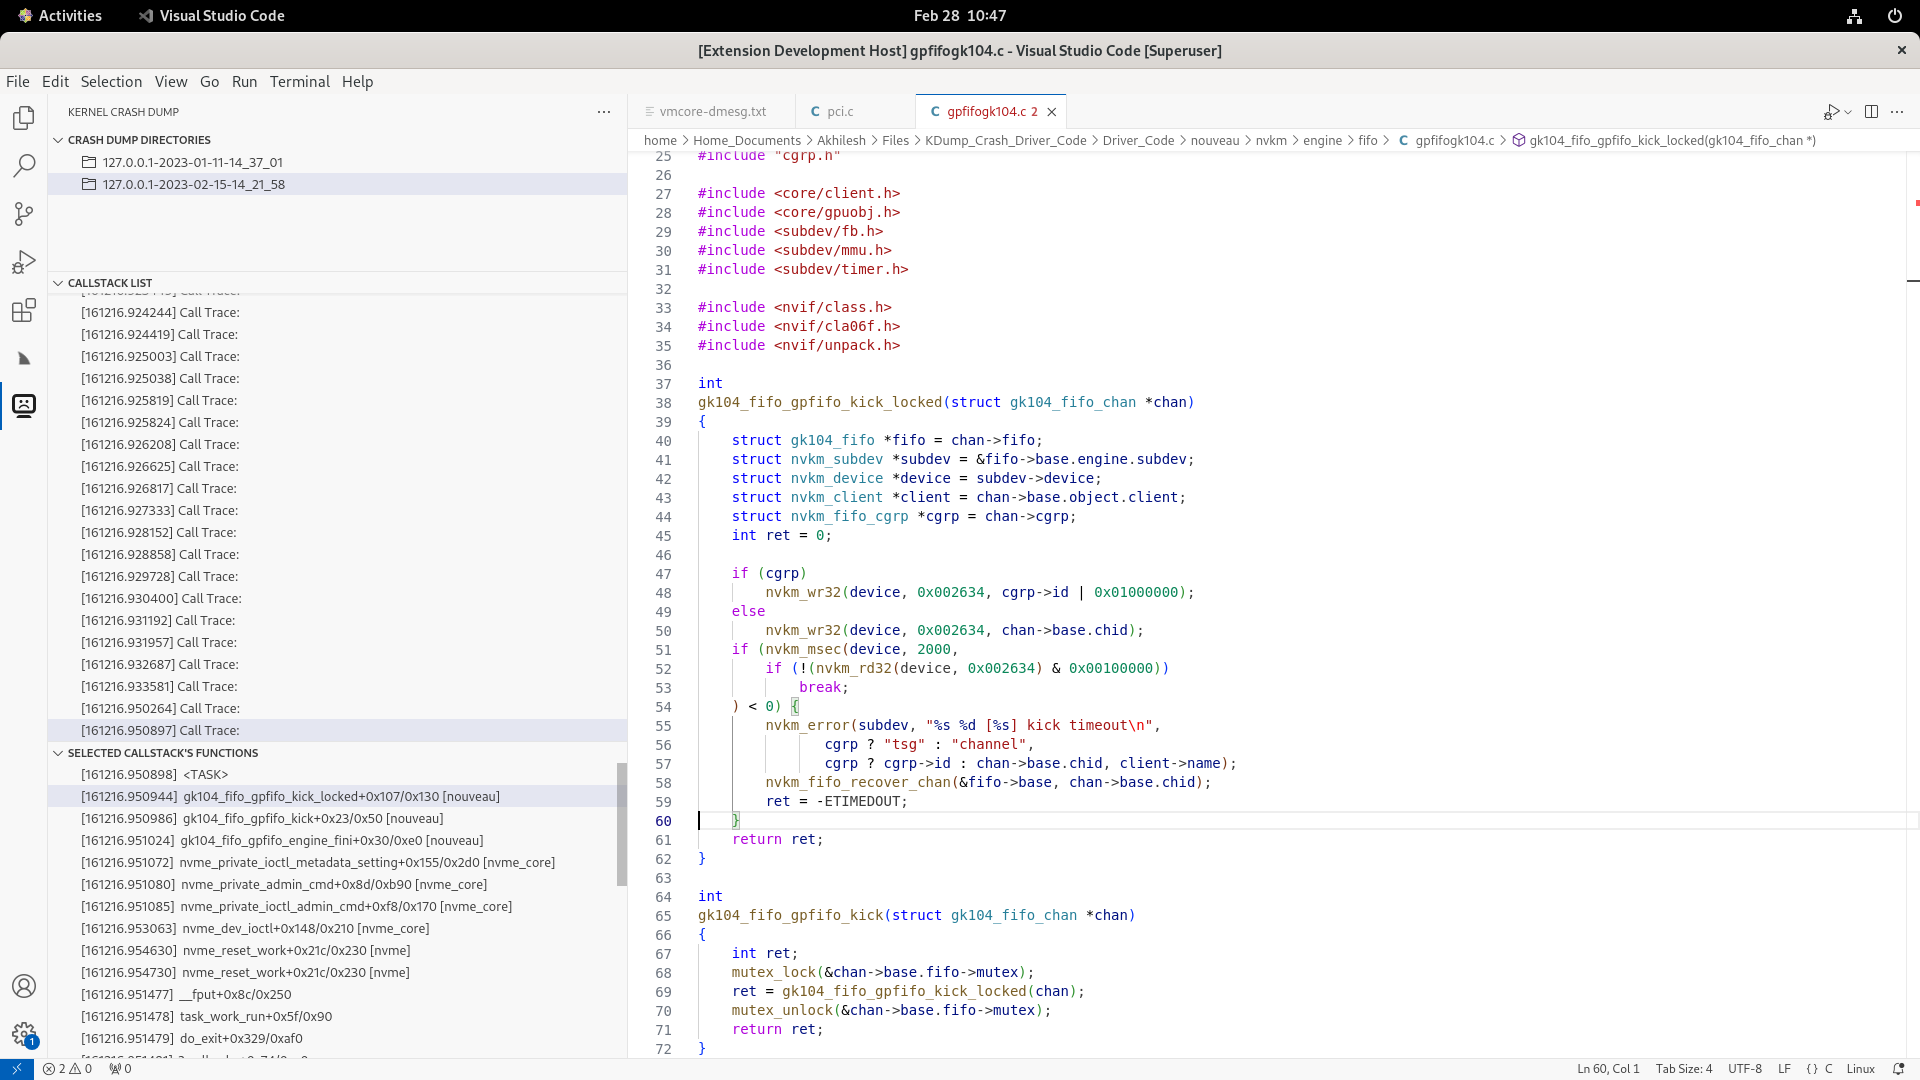 Activities
Visual Studio Code
Feb 28 10:47
[Extension Development Host] gpfifogk104.c - Visual Studio Code [Superuser]
File Edit Selection View Go Run Terminal Help
KERNEL CRASH DUMP
CRASH DUMP DIRECTORIES
127.0.0.1-2023-01-11-14_37_01
127.0.0.1-2023-02-15-14_21_58
CALLSTACK LIST
[161216.924244] Call Trace:
[161216.924419] Call Trace:
[161216.925003] Call Trace:
[161216.925038] Call Trace:
[161216.925819] Call Trace:
[161216.925824] Call Trace:
[161216.926208] Call Trace:
[161216.926625] Call Trace:
[161216.926817] Call Trace:
[161216.927333] Call Trace:
[161216.928152] Call Trace:
[161216.928858] Call Trace:
[161216.929728] Call Trace:
[161216.930400] Call Trace:
[161216.931192] Call Trace:
[161216.931957] Call Trace:
[161216.932687] Call Trace:
[161216.933581] Call Trace:
[161216.950264] Call Trace:
[161216.950897] Call Trace:
SELECTED CALLSTACK'S FUNCTIONS
[161216.950898] <TASK>
[161216.950944] gk104_fifo_gpfifo_kick_locked+0x107/0x130 [nouveau]
[161216.950986] gk104_fifo_gpfifo_kick+0x23/0x50 [nouveau]
[161216.951024] gk104_fifo_gpfifo_engine_fini+0x30/0xe0 [nouveau]
[161216.951072] nvme_private_ioctl_metadata_setting+0x155/0x2d0 [nvme_core]
[161216.951080] nvme_private_admin_cmd+0x8d/0xb90 [nvme_core]
[161216.951085] nvme_private_ioctl_admin_cmd+0xf8/0x170 [nvme_core]
[161216.953063] nvme_dev_ioctl+0x148/0x210 [nvme_core]
[161216.954630] nvme_reset_work+0x21c/0x230 [nvme]
[161216.954730] nvme_reset_work+0x21c/0x230 [nvme]
[161216.951477] __fput+0x8c/0x250
[161216.951478] task_work_run+0x5f/0x90
[161216.951479] do_exit+0x329/0xaf0
vmcore-dmesg.txt
C pci.c
C gpfifogk104.c 2
home > Home_Documents > Akhilesh > Files > KDump_Crash_Driver_Code > Driver_Code > nouveau > nvkm > engine > fifo > C gpfifogk104.c > gk104_fifo_gpfifo_kick_locked(gk104_fifo_chan *)
25 #include "cgrp.h"
26
27 #include <core/client.h>
28 #include <core/gpuobj.h>
29 #include <subdev/fb.h>
30 #include <subdev/mmu.h>
31 #include <subdev/timer.h>
32
33 #include <nvif/class.h>
34 #include <nvif/cla06f.h>
35 #include <nvif/unpack.h>
36
37 int
38 gk104_fifo_gpfifo_kick_locked(struct gk104_fifo_chan *chan)
39 {
40 struct gk104_fifo *fifo = chan->fifo;
41 struct nvkm_subdev *subdev = &fifo->base.engine.subdev;
42 struct nvkm_device *device = subdev->device;
43 struct nvkm_client *client = chan->base.object.client;
44 struct nvkm_fifo_cgrp *cgrp = chan->cgrp;
45 int ret = 0;
46
47 if (cgrp)
48 nvkm_wr32(device, 0x002634, cgrp->id | 0x01000000);
49 else
50 nvkm_wr32(device, 0x002634, chan->base.chid);
51 if (nvkm_msec(device, 2000,
52 if (!(nvkm_rd32(device, 0x002634) & 0x00100000))
53 break;
54 ) < 0) {
55 nvkm_error(subdev, "%s %d [%s] kick timeout\n",
56 cgrp ? "tsg" : "channel",
57 cgrp ? cgrp->id : chan->base.chid, client->name);
58 nvkm_fifo_recover_chan(&fifo->base, chan->base.chid);
59 ret = -ETIMEDOUT;
60 }
61 return ret;
62 }
63
64 int
65 gk104_fifo_gpfifo_kick(struct gk104_fifo_chan *chan)
66 {
67 int ret;
68 mutex_lock(&chan->base.fifo->mutex);
69 ret = gk104_fifo_gpfifo_kick_locked(chan);
70 mutex_unlock(&chan->base.fifo->mutex);
71 return ret;
72 }
1
2 0 0
Ln 60, Col 1 Tab Size: 4 UTF-8 LF {} C Linux